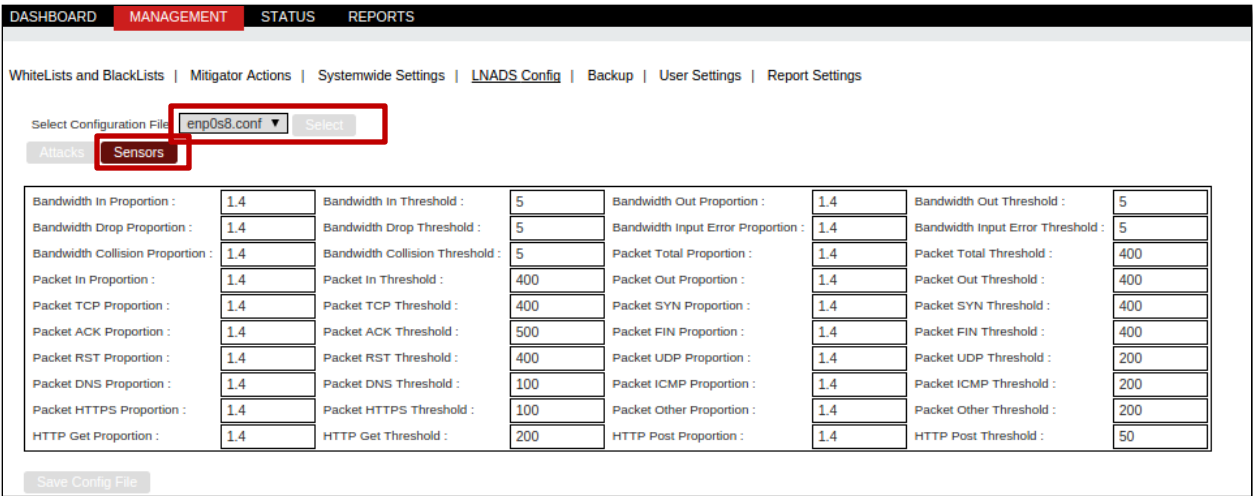 DASHBOARD MANAGEMENT STATUS REPORTS
WhiteLists and BlackLists | Mitigator Actions | Systemwide Settings | LNADS Config | Backup | User Settings | Report Settings
Select Configuration File enp0s8.conf ▼ Select
Attacks Sensors
Bandwidth In Proportion : 1.4 Bandwidth In Threshold : 5 Bandwidth Out Proportion : 1.4 Bandwidth Out Threshold : 5
Bandwidth Drop Proportion : 1.4 Bandwidth Drop Threshold : 5 Bandwidth Input Error Proportion : 1.4 Bandwidth Input Error Threshold : 5
Bandwidth Collision Proportion : 1.4 Bandwidth Collision Threshold : 5 Packet Total Proportion : 1.4 Packet Total Threshold : 400
Packet In Proportion : 1.4 Packet In Threshold : 400 Packet Out Proportion : 1.4 Packet Out Threshold : 400
Packet TCP Proportion : 1.4 Packet TCP Threshold : 400 Packet SYN Proportion : 1.4 Packet SYN Threshold : 400
Packet ACK Proportion : 1.4 Packet ACK Threshold : 500 Packet FIN Proportion : 1.4 Packet FIN Threshold : 400
Packet RST Proportion : 1.4 Packet RST Threshold : 400 Packet UDP Proportion : 1.4 Packet UDP Threshold : 200
Packet DNS Proportion : 1.4 Packet DNS Threshold : 100 Packet ICMP Proportion : 1.4 Packet ICMP Threshold : 200
Packet HTTPS Proportion : 1.4 Packet HTTPS Threshold : 100 Packet Other Proportion : 1.4 Packet Other Threshold : 200
HTTP Get Proportion : 1.4 HTTP Get Threshold : 200 HTTP Post Proportion : 1.4 HTTP Post Threshold : 50
Save Config File